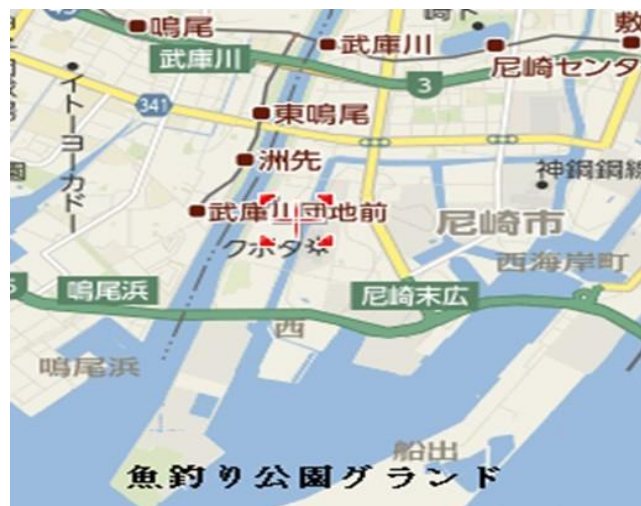 鳴尾
武庫川
武庫川
尼崎センタ
3
イトーヨーカドー
341
東鳴尾
洲先
神鋼鋼線
武庫川団地前
尼崎市
クボタ
西海岸町
鳴尾浜
尼崎末広
西
鳴尾浜
船出
魚釣り公園グランド